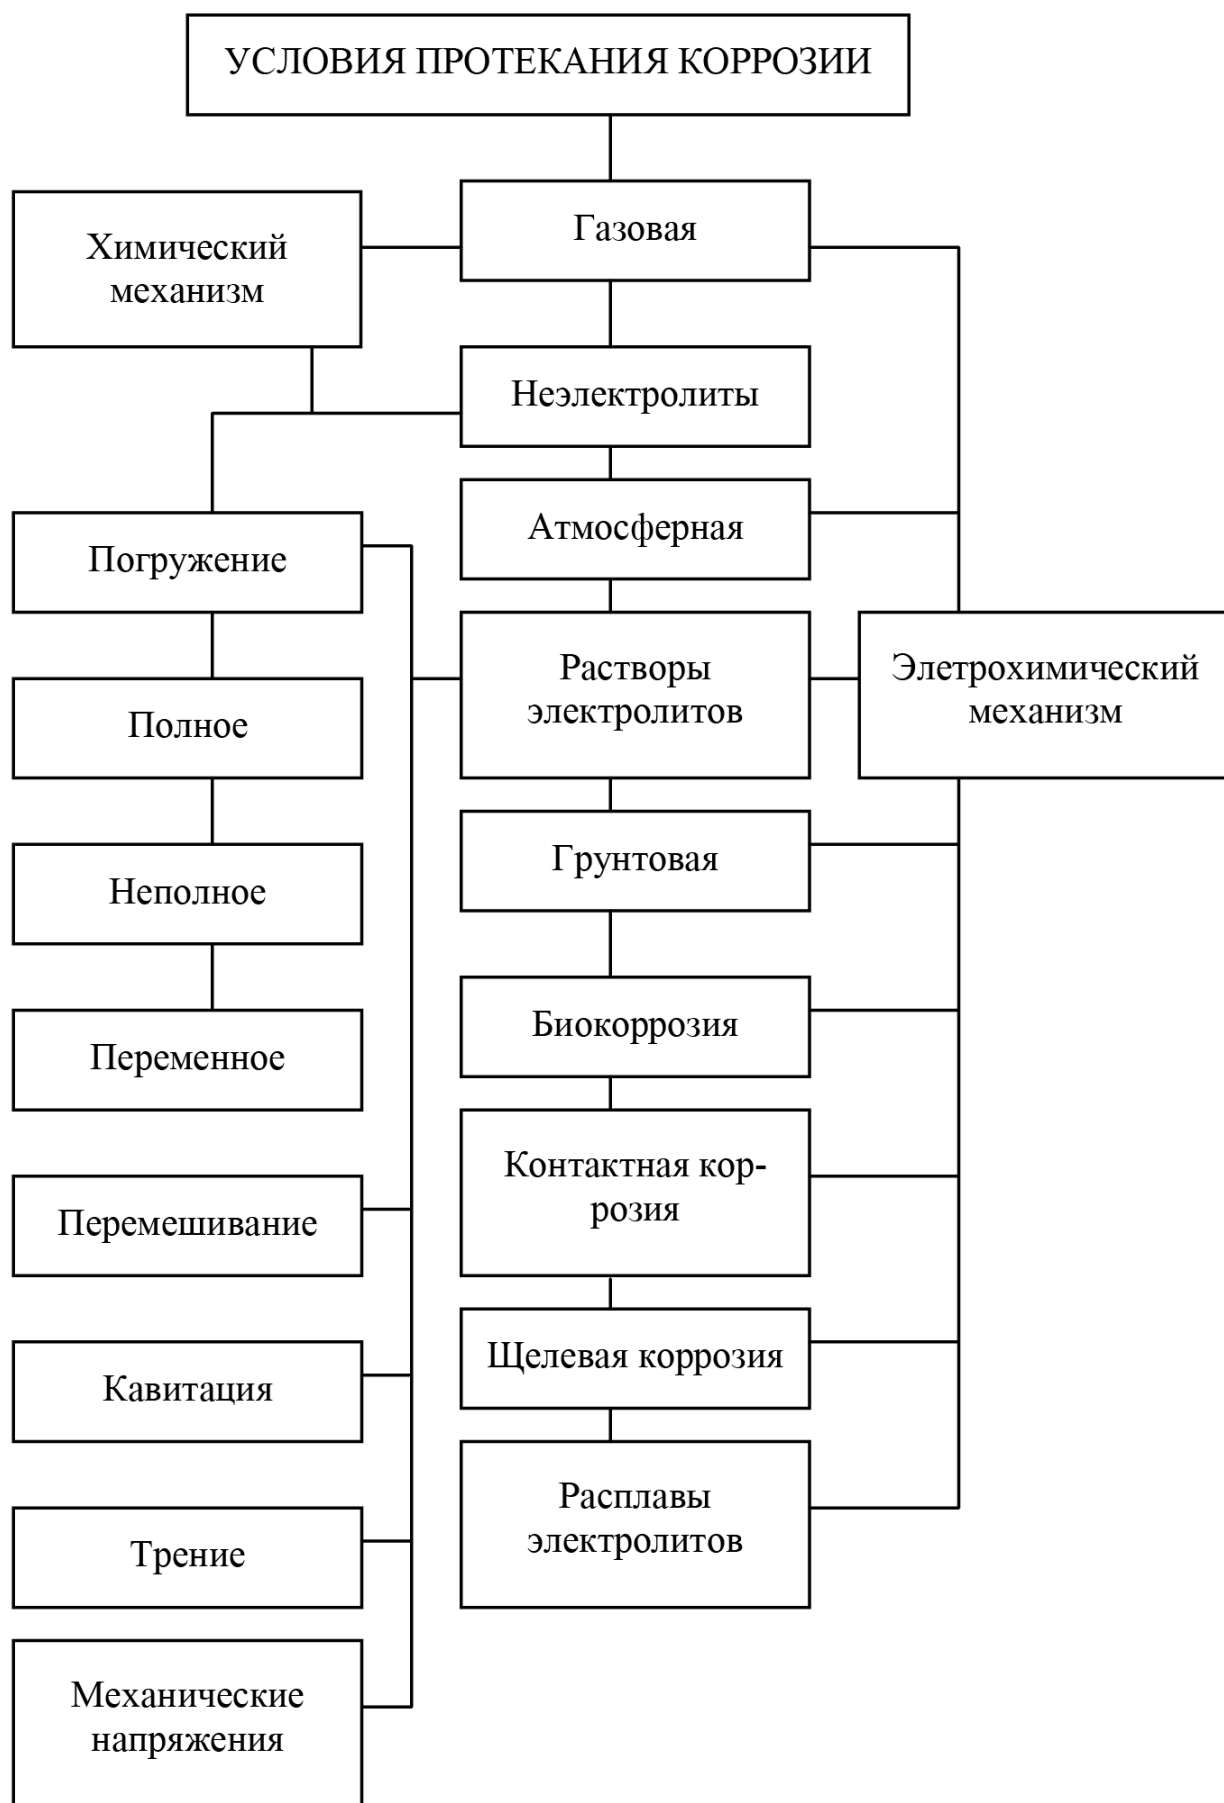 УСЛОВИЯ ПРОТЕКАНИЯ КОРРОЗИИ
Химический
механизм
Газовая
Неэлектролиты
Атмосферная
Погружение
Растворы
электролитов
Элетрохимический
механизм
Полное
Неполное
Грунтовая
Переменное
Биокоррозия
Контактная кор-
розия
Перемешивание
Щелевая коррозия
Кавитация
Расплавы
электролитов
Трение
Механические
напряжения